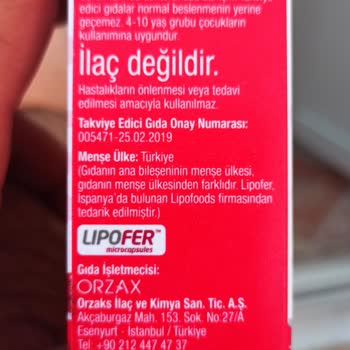 edici gıdalar normal beslenmenin yerine
geçemez. 4-10 yaş grubu çocukların
kullanımına uygundur.
İlaç değildir.
Hastalıkların önlenmesi veya tedavi
edilmesi amacıyla kullanılmaz.
Takviye Edici Gıda Onay Numarası:
005471-25.02.2019
Menşe Ülke: Türkiye
(Gıdanın ana bileşeninin menşe ülkesi,
gıdanın menşe ülkesinden farklıdır. Lipofer,
İspanya'da bulunan Lipofoods firmasından
tedarik edilmiştir.)
LIPOFER™
microcapsules
Gıda İşletmecisi:
ORZAX
Orzaks İlaç ve Kimya San. Tic. A.Ş.
Akçaburgaz Mah. 153. Sok. No:27/A
Esenyurt - İstanbul / Türkiye
Tel: +90 212 447 47 37